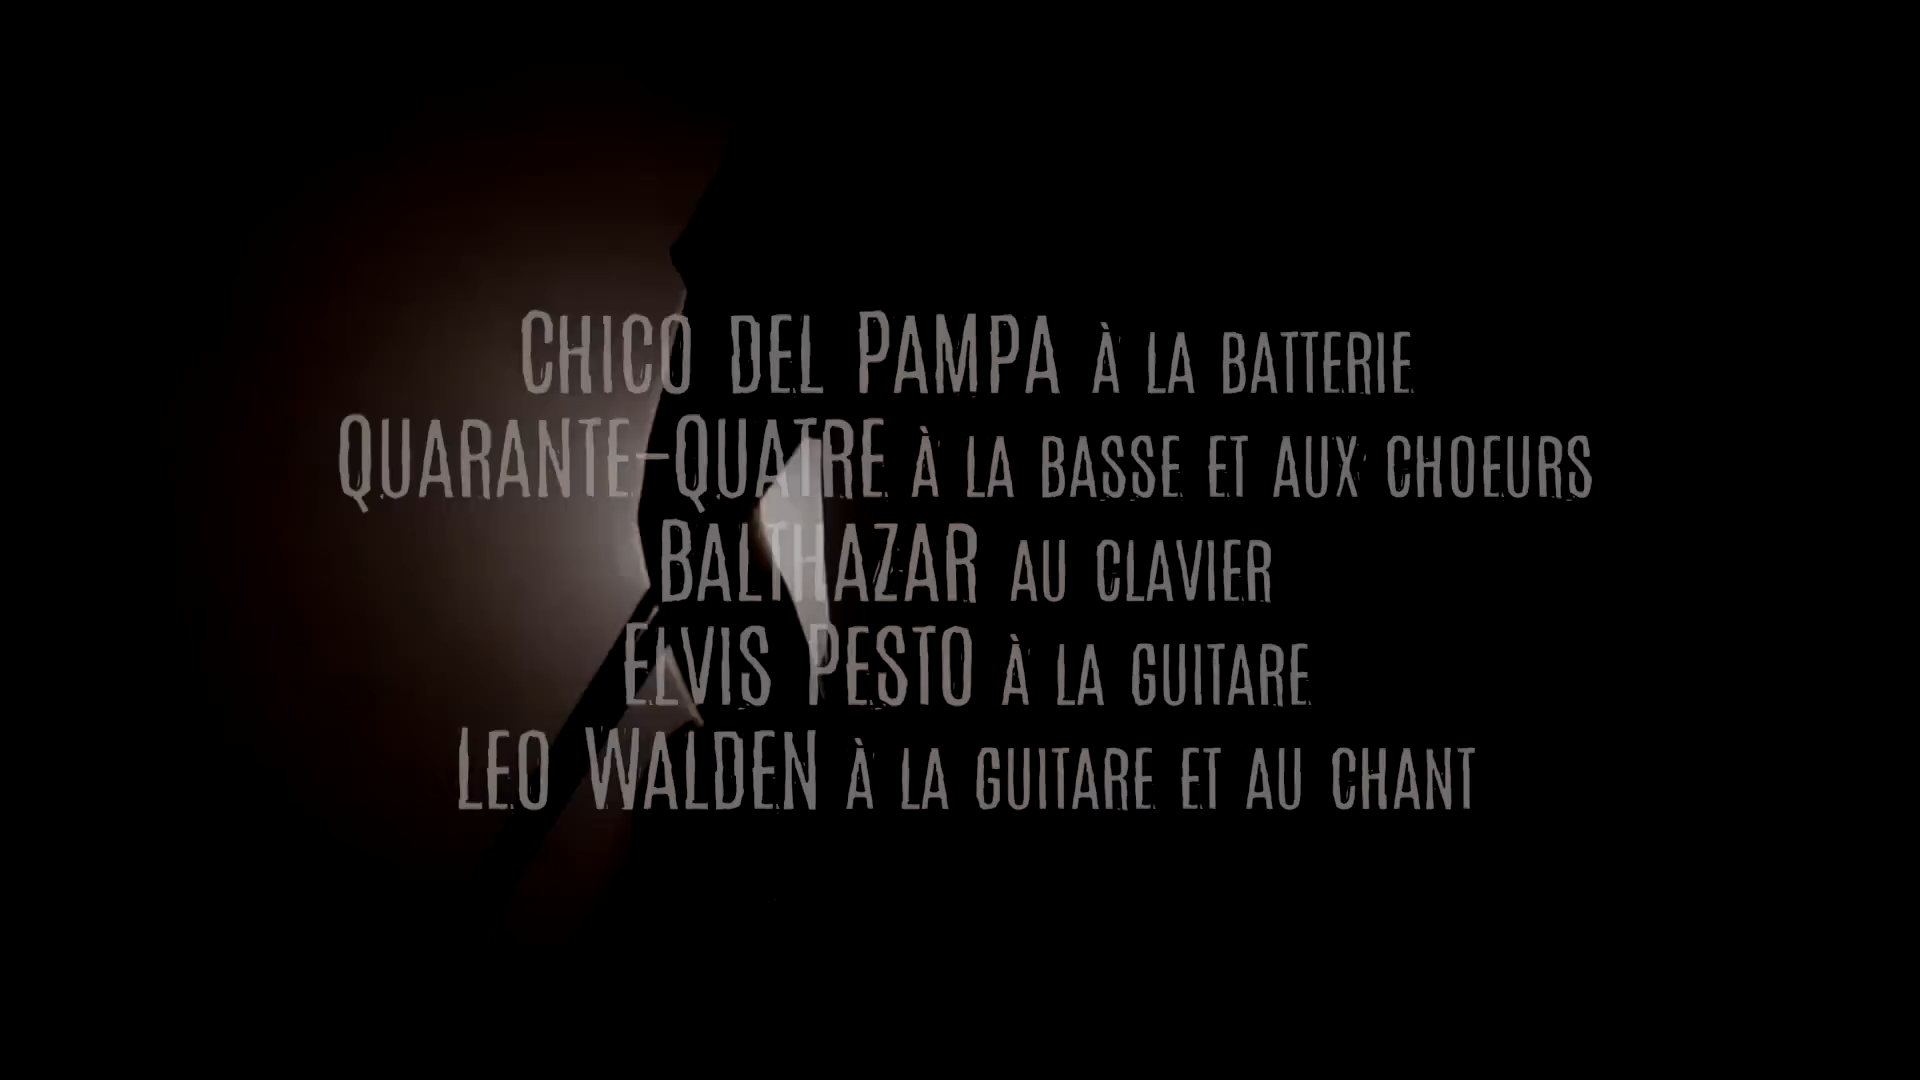 Chico del Pampa à la batterie
Quarante-Quatre à la basse et aux choeurs
Balthazar au clavier
Elvis Pesto à la guitare
Leo Walden à la guitare et au chant